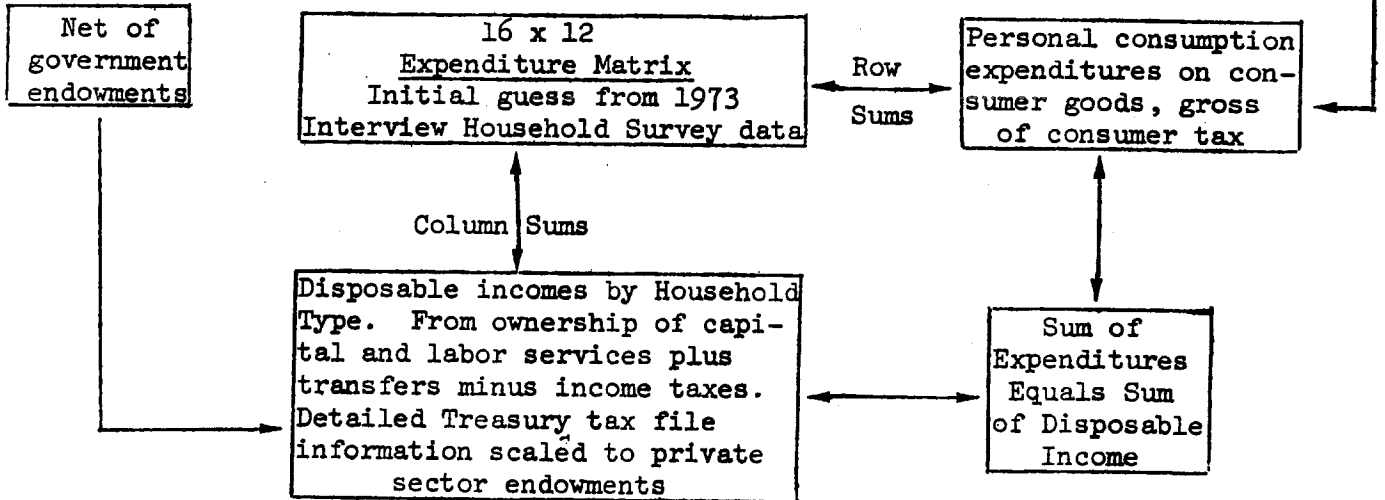 Net of
government
endowments
16 x 12
Expenditure Matrix
Initial guess from 1973
Interview Household Survey data
Row
Sums
Personal consumption
expenditures on con-
sumer goods, gross
of consumer tax
Column Sums
Disposable incomes by Household
Type. From ownership of capi-
tal and labor services plus
transfers minus income taxes.
Detailed Treasury tax file
information scaled to private
sector endowments
Sum of
Expenditures
Equals Sum
of Disposable
Income